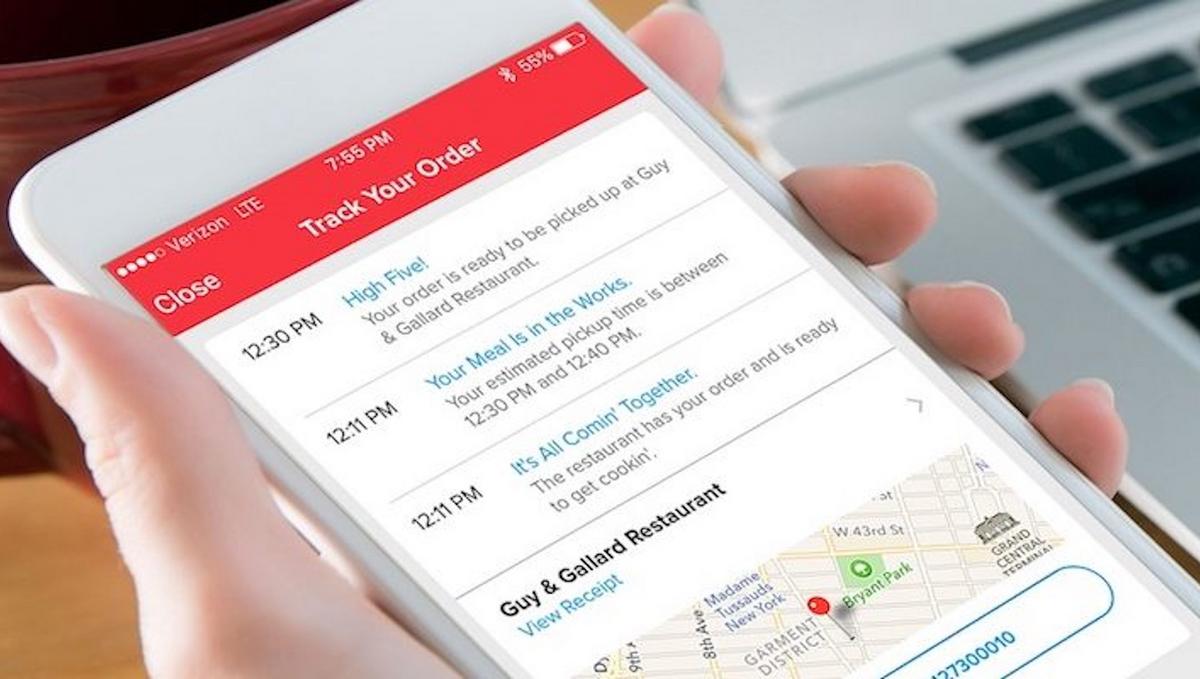 Verizon LTE
7:55 PM
55%
Close
Track Your Order
12:30 PM
High Five!
Your order is ready to be picked up at Guy
& Gallard Restaurant.
12:11 PM
Your Meal Is in the Works.
Your estimated pickup time is between
12:30 PM and 12:40 PM.
12:11 PM
It's All Comin' Together.
The restaurant has your order and is ready
to get cookin'.
Guy & Gallard Restaurant
View Receipt
St
W 43rd St
N
GRAND
CENTRAL
TERMINAL
Bryant Park
Madame
Tussauds
New York
GARMENT
DISTRICT
8th Ave
9th A
27300010